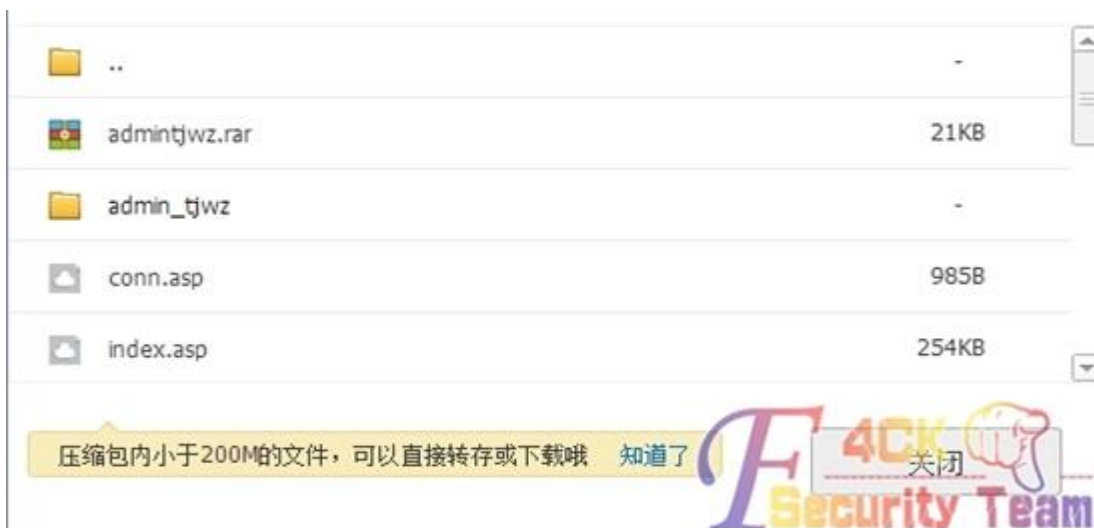 ..
-
admintjwz.rar
21KB
admin_tjwz
-
conn.asp
985B
index.asp
254KB
压缩包内小于200M的文件，可以直接转存或下载哦 知道了
关闭
F4CK
Security Team